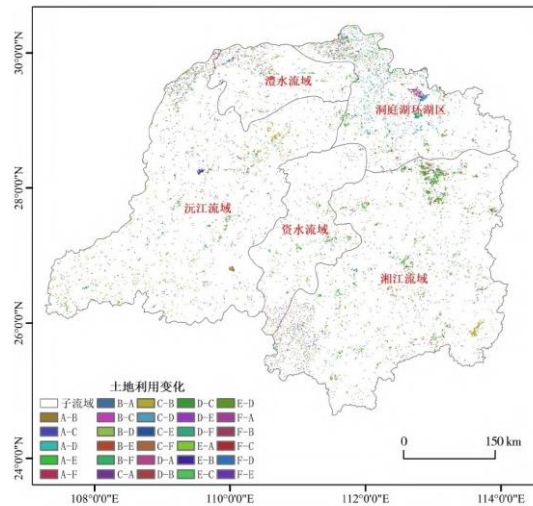 30°0′0″N
澧水流域
洞庭湖环湖区
28°0′0″N
沅江流域
资水流域
湘江流域
26°0′0″N
24°0′0″N
土地利用变化
子流域 B-A C-B D-C E-D
A-B B-C C-D D-E F-A
A-C B-D C-E D-F F-B
A-D B-E C-F E-A F-C
A-E B-F D-A E-B F-D
A-F C-A D-B E-C F-E
0 150 km
108°0′0″E 110°0′0″E 112°0′0″E 114°0′0″E